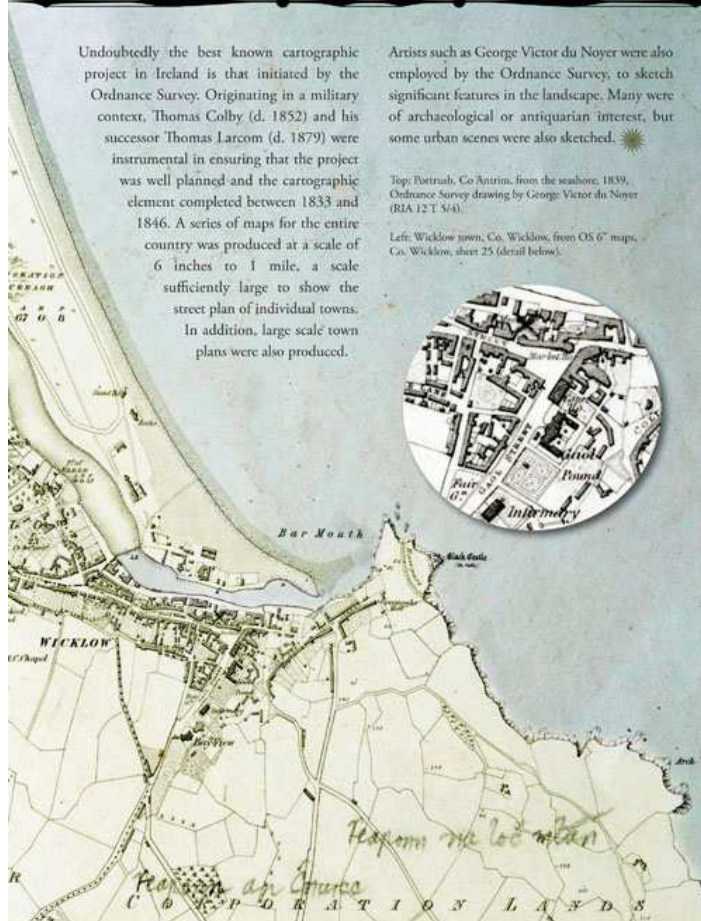 Undoubtedly the best known cartographic
project in Ireland is that initiated by the
Ordnance Survey. Originating in a military
context, Thomas Colby (d. 1852) and his
successor Thomas Larcom (d. 1879) were
instrumental in ensuring that the project
was well planned and the cartographic
element completed between 1833 and
1846. A series of maps for the entire
country was produced at a scale of
6 inches to 1 mile, a scale
sufficiently large to show the
street plan of individual towns.
In addition, large scale town
plans were also produced.
Artists such as George Victor du Noyer were also
employed by the Ordnance Survey, to sketch
significant features in the landscape. Many were
of archaeological or antiquarian interest, but
some urban scenes were also sketched.
Top: Portrush, Co Antrim, from the seashore, 1839,
Ordnance Survey drawing by George Victor du Noyer
(RIA 12 T 5/4).
Left: Wicklow town, Co. Wicklow, from OS 6" maps,
Co. Wicklow, sheet 25 (detail below).
STREET
Gaol
Pound
Fair
Gn
GAOL STREET
Infirmary
Bar Mouth
Black Castle
WICKLOW
R.C. Chapel
Infirmary
Bay View
Arch
R
CORPORATION LANDS